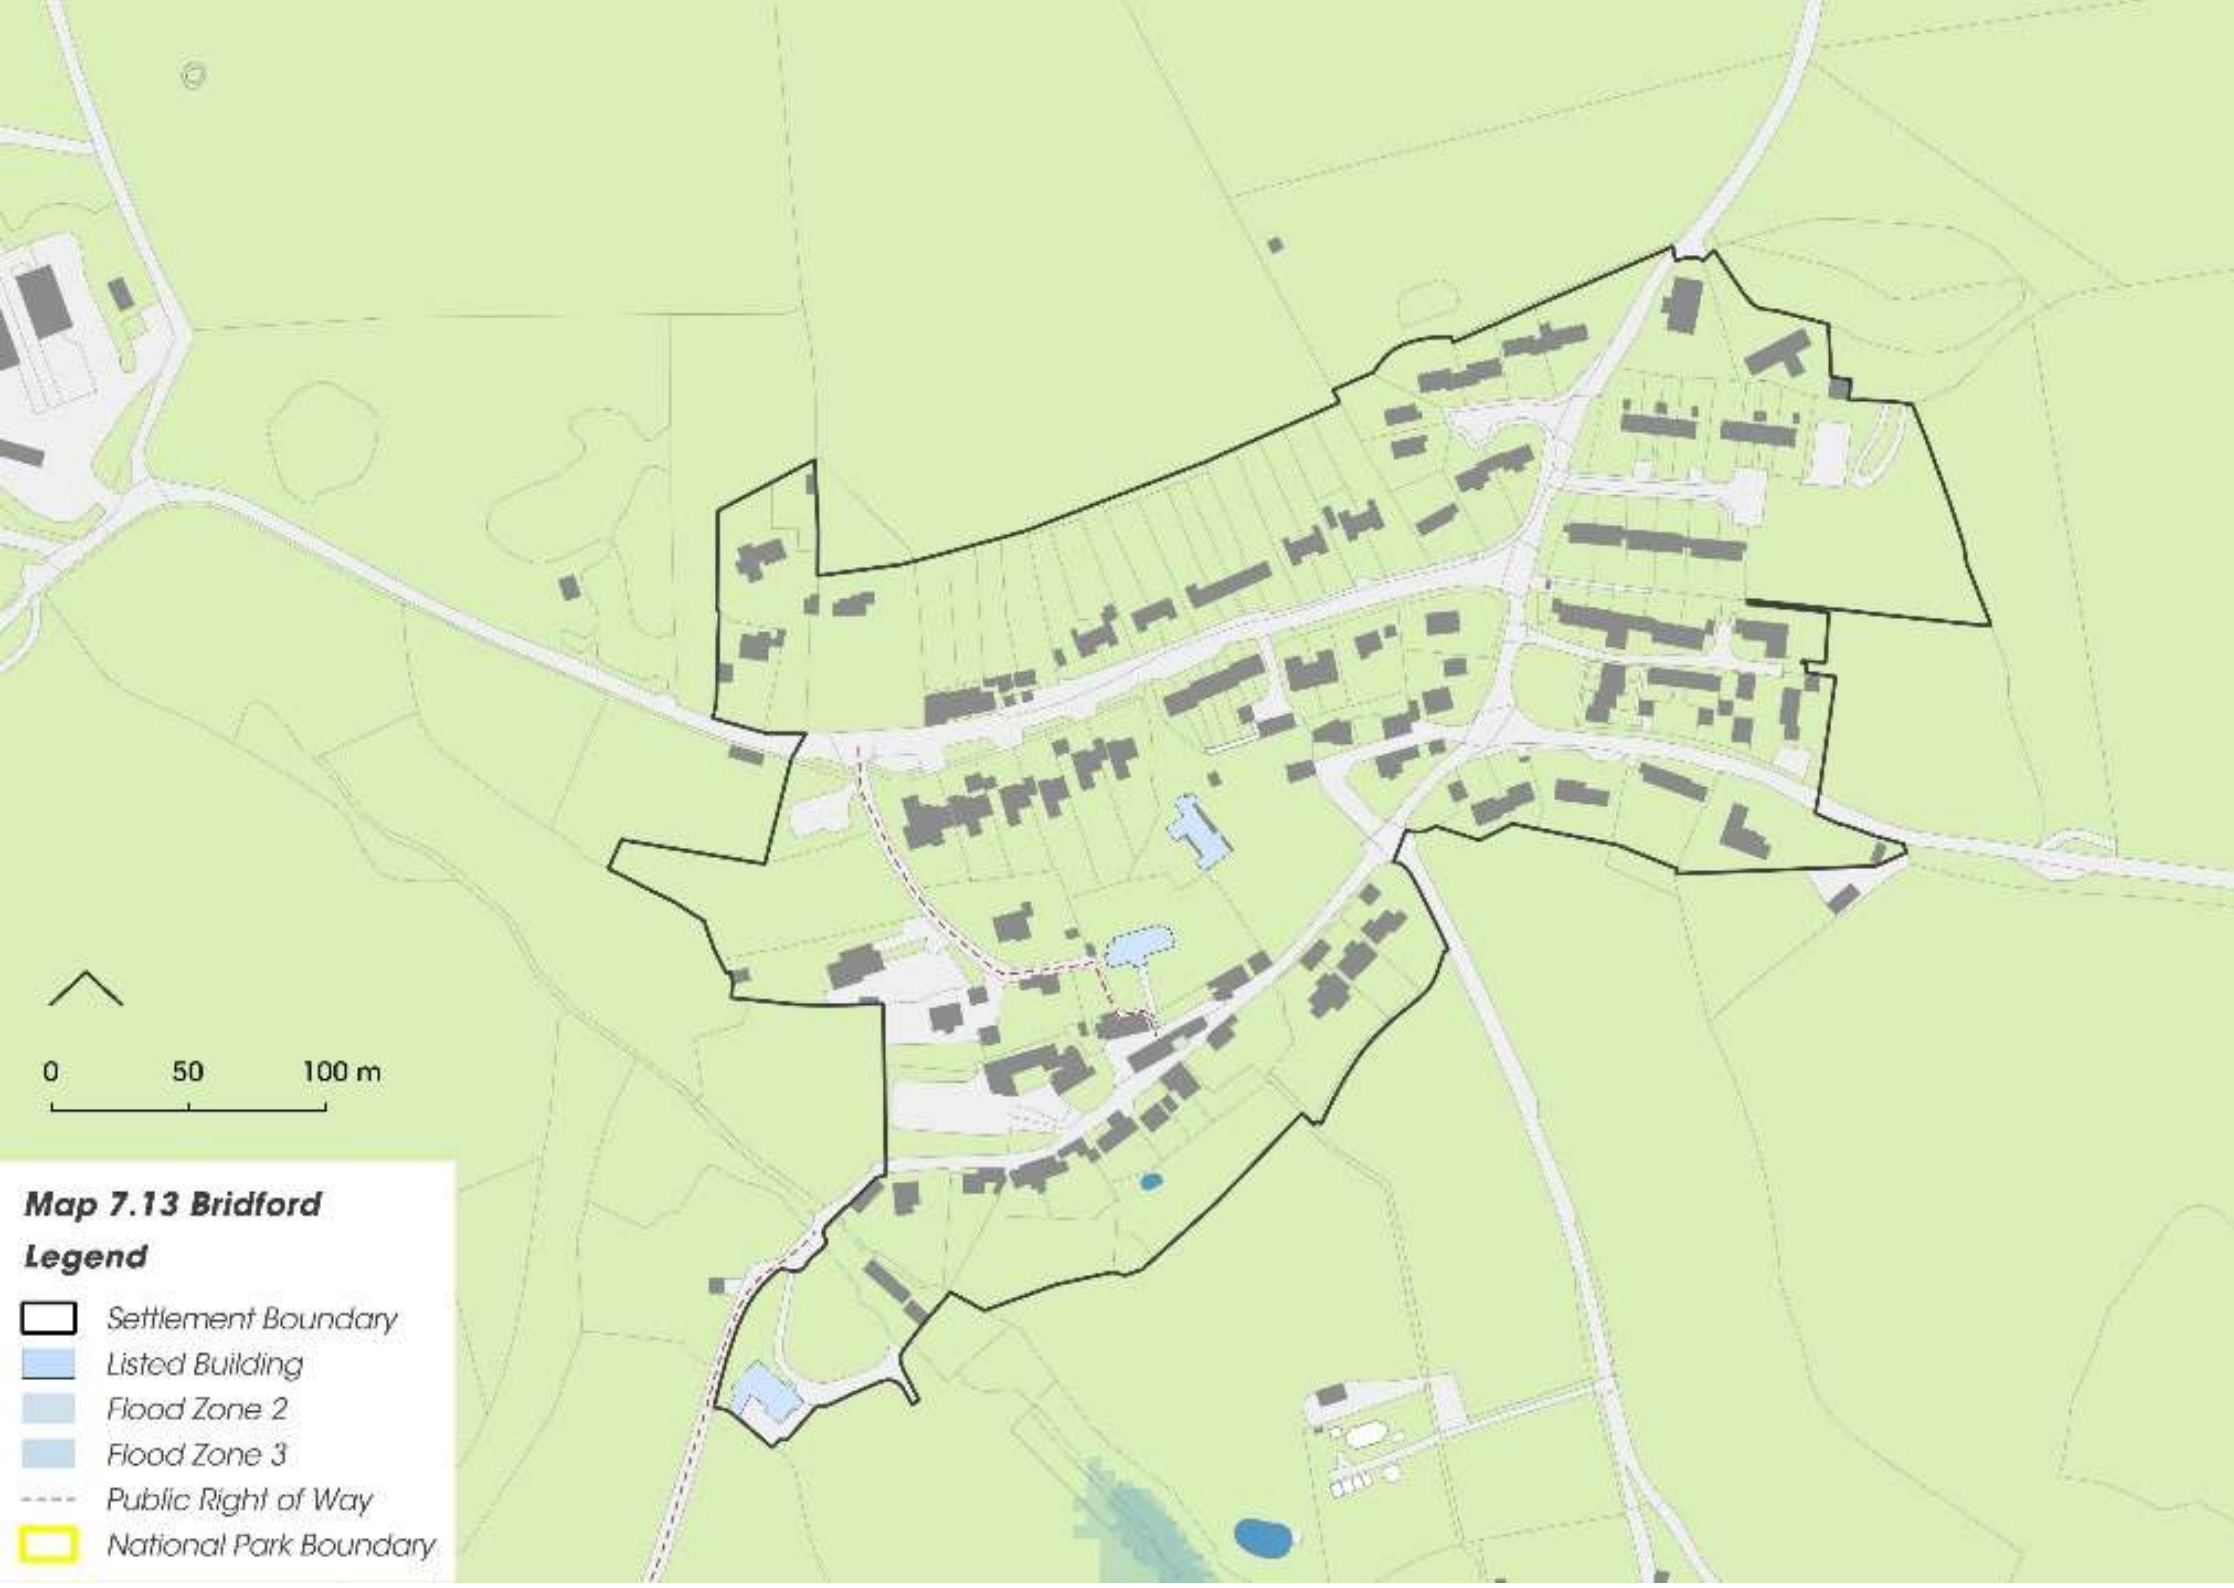 0 50 100 m
Map 7.13 Bridford
Legend
Settlement Boundary
Listed Building
Flood Zone 2
Flood Zone 3
Public Right of Way
National Park Boundary